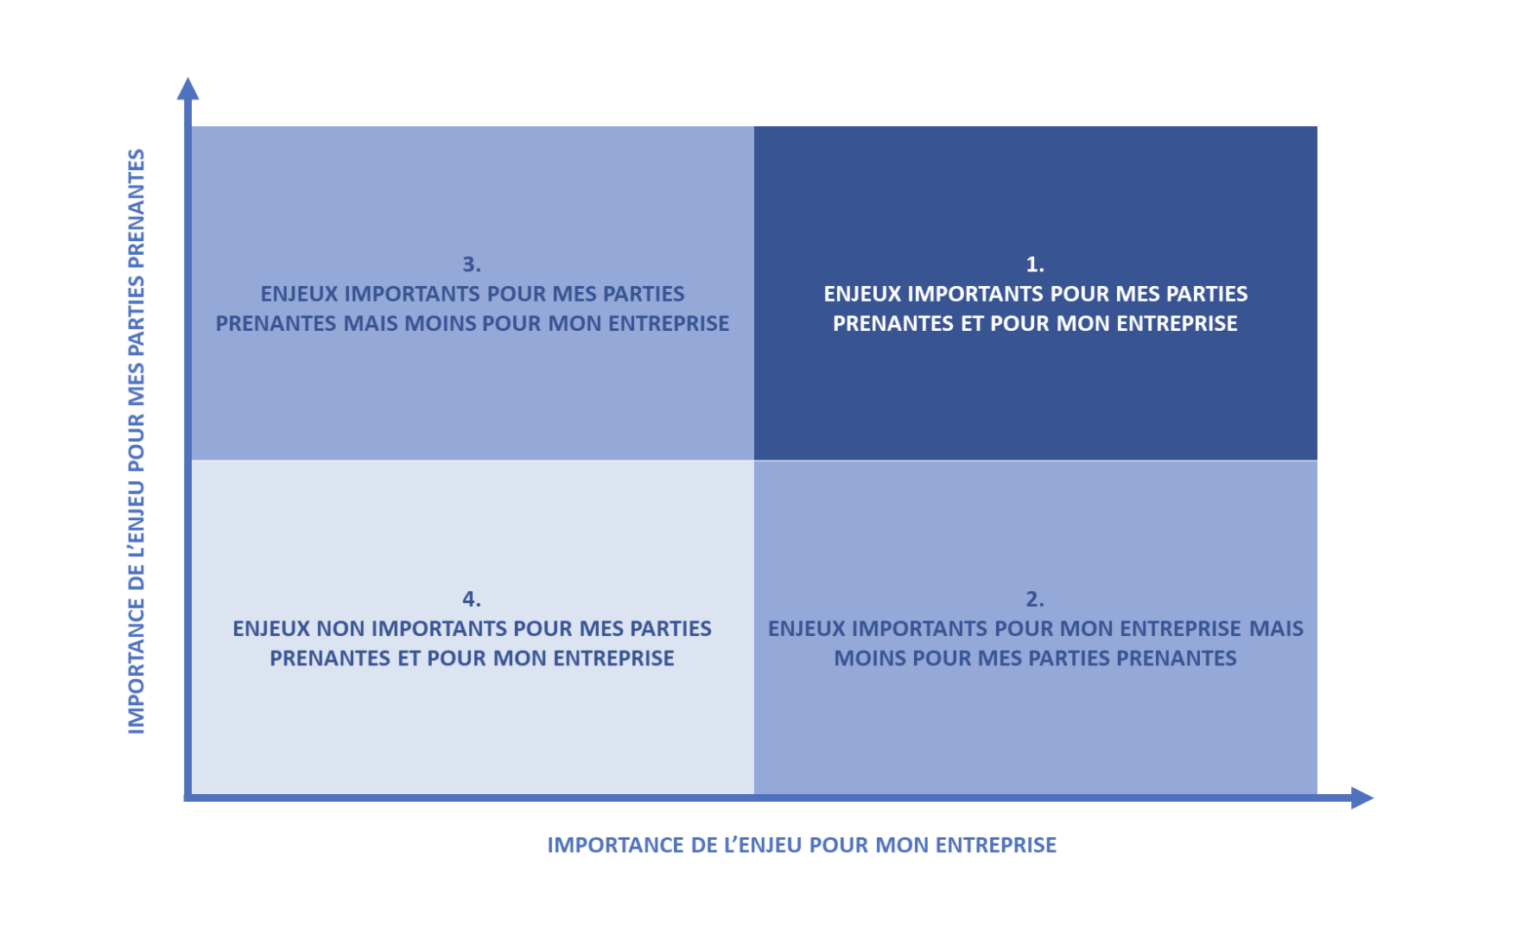 IMPORTANCE DE L’ENJEU POUR MES PARTIES PRENANTES
3.
ENJEUX IMPORTANTS POUR MES PARTIES
PRENANTES MAIS MOINS POUR MON ENTREPRISE
1.
ENJEUX IMPORTANTS POUR MES PARTIES
PRENANTES ET POUR MON ENTREPRISE
4.
ENJEUX NON IMPORTANTS POUR MES PARTIES
PRENANTES ET POUR MON ENTREPRISE
2.
ENJEUX IMPORTANTS POUR MON ENTREPRISE MAIS
MOINS POUR MES PARTIES PRENANTES
IMPORTANCE DE L’ENJEU POUR MON ENTREPRISE